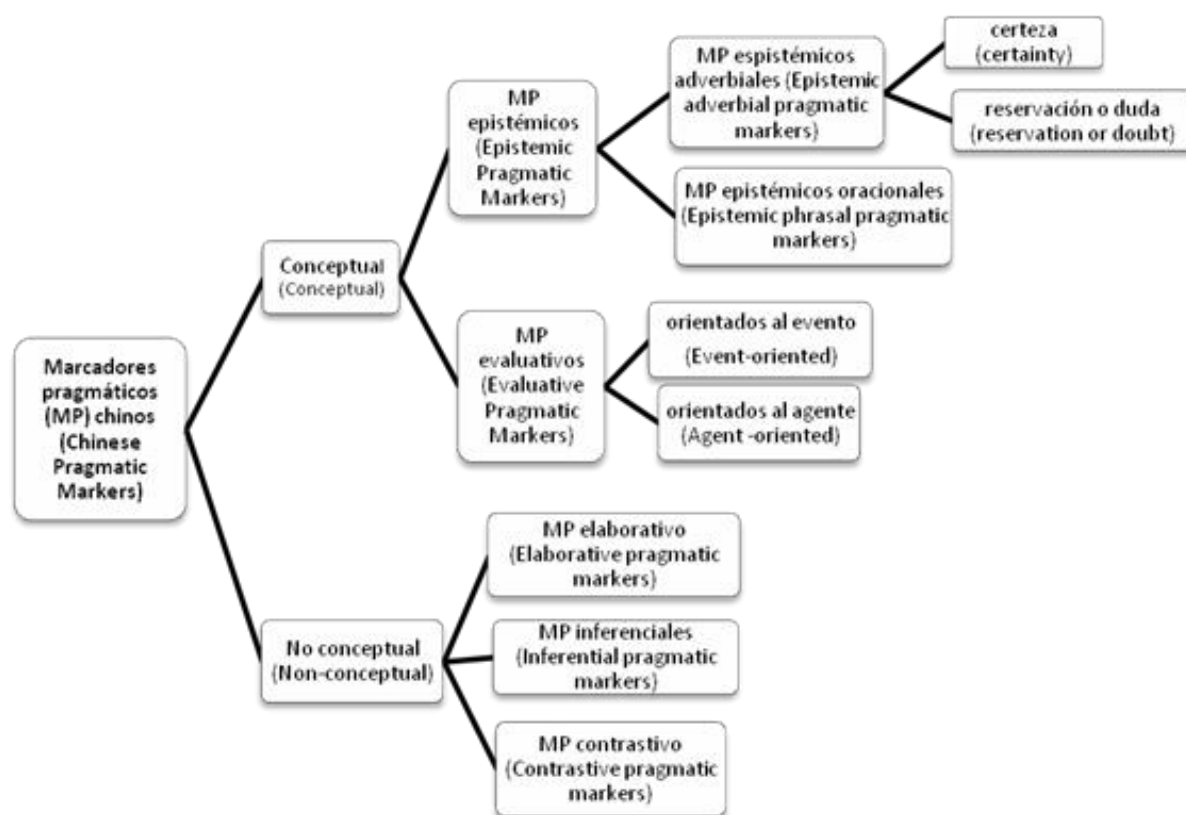 Marcadores
pragmáticos
(MP) chinos
(Chinese
Pragmatic
Markers)
Conceptual
(Conceptual)
MP
epistémicos
(Epistemic
Pragmatic
Markers)
MP espistémicos
adverbiales (Epistemic
adverbial pragmatic
markers)
certeza
(certainty)
reservación o duda
(reservation or doubt)
MP epistémicos oracionales
(Epistemic phrasal pragmatic
markers)
MP
evaluativos
(Evaluative
Pragmatic
Markers)
orientados al evento
(Event-oriented)
orientados al agente
(Agent -oriented)
No conceptual
(Non-conceptual)
MP elaborativo
(Elaborative pragmatic
markers)
MP inferenciales
(Inferential pragmatic
markers)
MP contrastivo
(Contrastive pragmatic
markers)